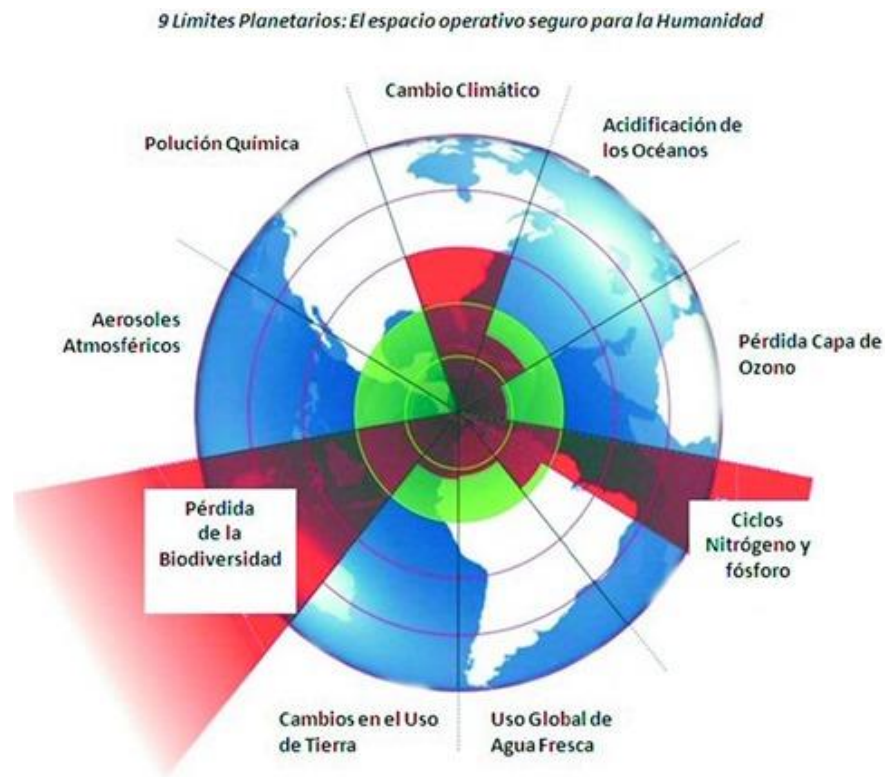 9 Límites Planetarios: El espacio operativo seguro para la Humanidad
Cambio Climático
Acidificación de
los Océanos
Pérdida Capa de
Ozono
Ciclos
Nitrógeno y
fósforo
Uso Global de
Agua Fresca
Cambios en el Uso
de Tierra
Pérdida
de la
Biodiversidad
Aerosoles
Atmosféricos
Polución Química